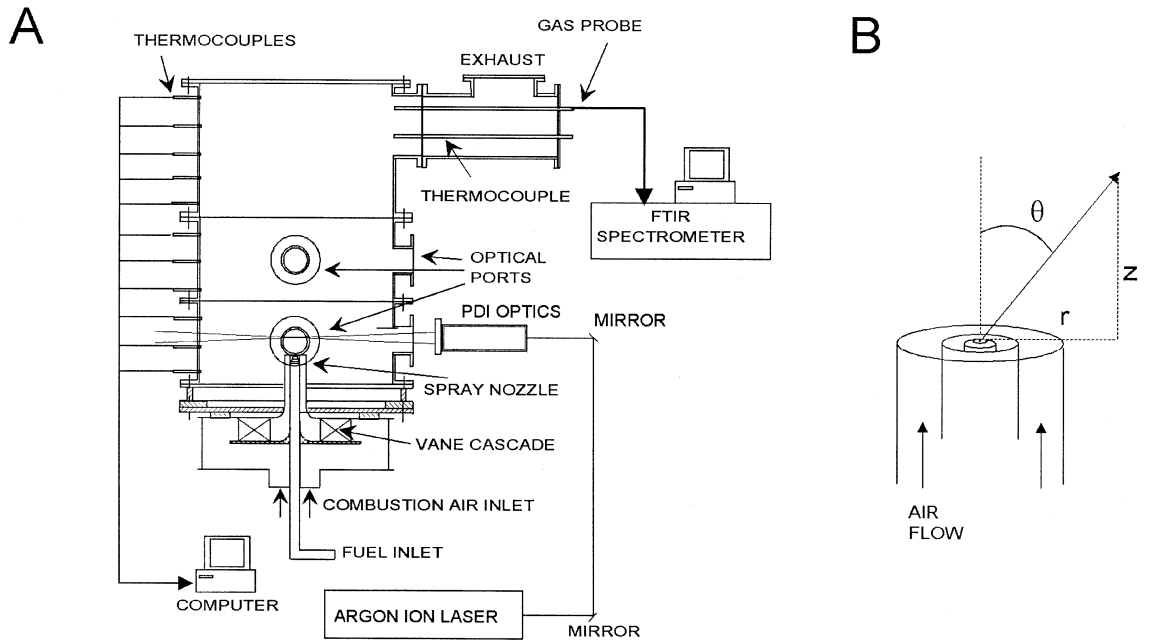 A
THERMOCOUPLES
GAS PROBE
EXHAUST
THERMOCOUPLE
FTIR
SPECTROMETER
OPTICAL
PORTS
PDI OPTICS
MIRROR
SPRAY NOZZLE
VANE CASCADE
COMBUSTION AIR INLET
FUEL INLET
COMPUTER
ARGON ION LASER
MIRROR
B
θ
z
r
AIR
FLOW